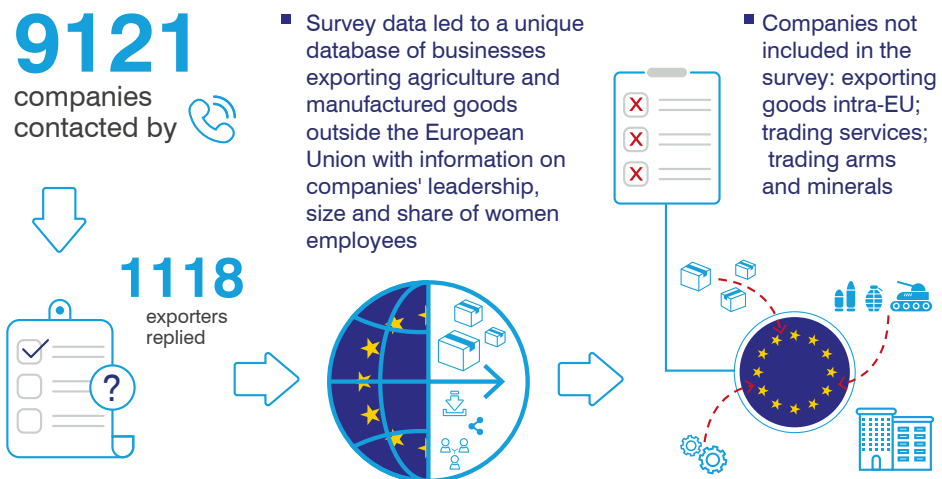 9121
companies
contacted by
1118
exporters
replied
?
Survey data led to a unique
database of businesses
exporting agriculture and
manufactured goods
outside the European
Union with information on
companies' leadership,
size and share of women
employees
Companies not
included in the
survey: exporting
goods intra-EU;
trading services;
trading arms
and minerals
X
X
X